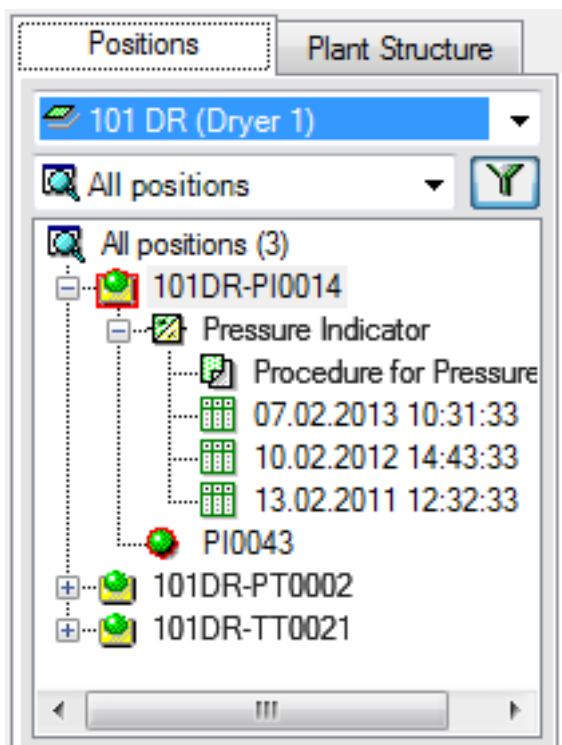 Positions Plant Structure
101 DR (Dryer 1)
All positions
All positions (3)
101DR-PI0014
Pressure Indicator
Procedure for Pressure
07.02.2013 10:31:33
10.02.2012 14:43:33
13.02.2011 12:32:33
PI0043
101DR-PT0002
101DR-TT0021